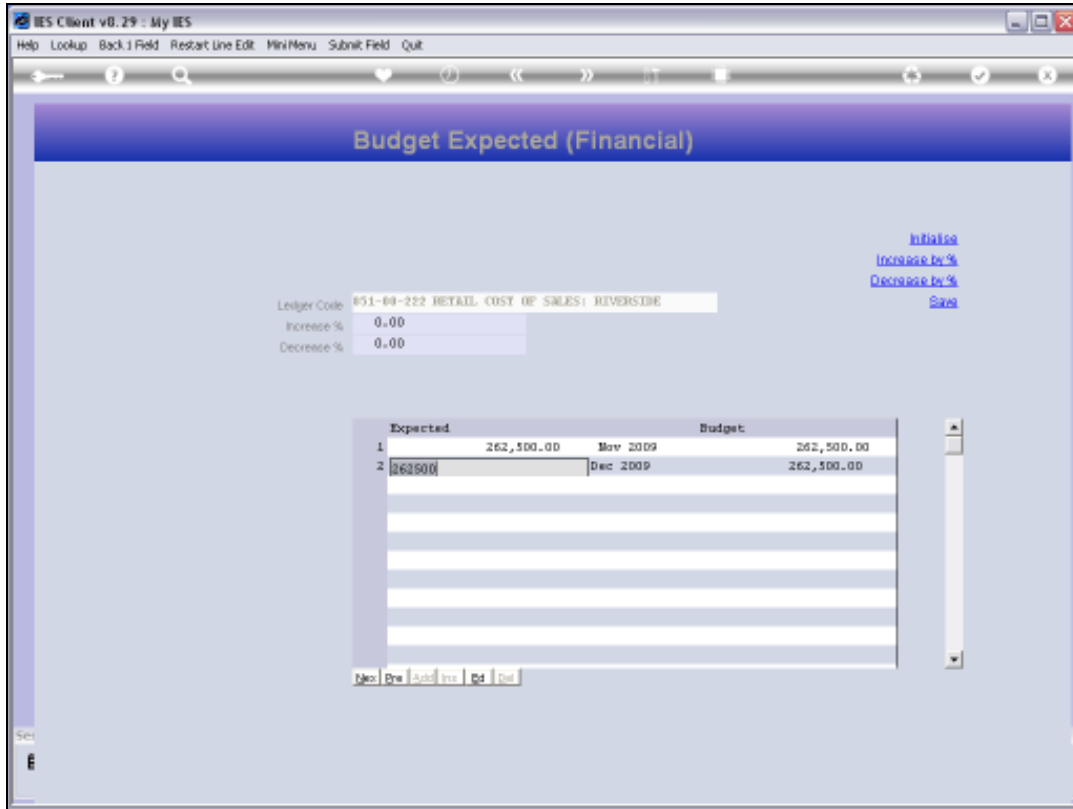 IES Client v8.29 : My IES
Help Lookup Back 1 Field Restart Line Edit MiniMenu Submit Field Quit
Budget Expected (Financial)
Initialise
Increase by %
Decrease by %
Save
Ledger Code 051-00-222 RETAIL COST OF SALES: RIVERSIDE
Increase % 0.00
Decrease % 0.00
Expected Budget
1 262,500.00 Nov 2009 262,500.00
2 262500 Dec 2009 262,500.00
Nex Pre Add Ins Ed Del